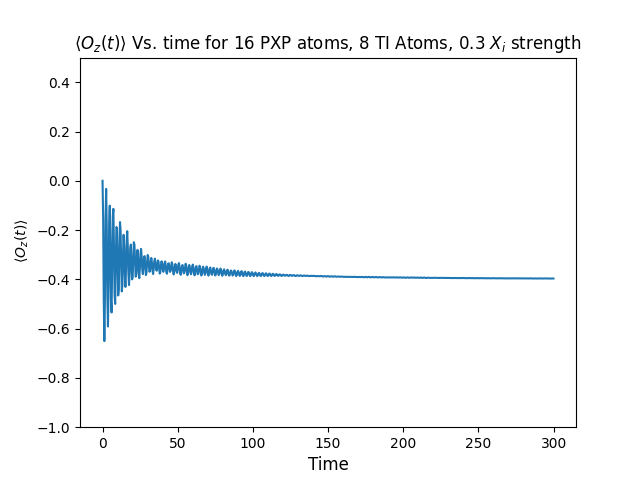 ⟨O_z(t)⟩ Vs. time for 16 PXP atoms, 8 TI Atoms, 0.3 X_i strength
0.4
0.2
0.0
−0.2
−0.4
−0.6
−0.8
−1.0
⟨O_z(t)⟩
0 50 100 150 200 250 300
Time